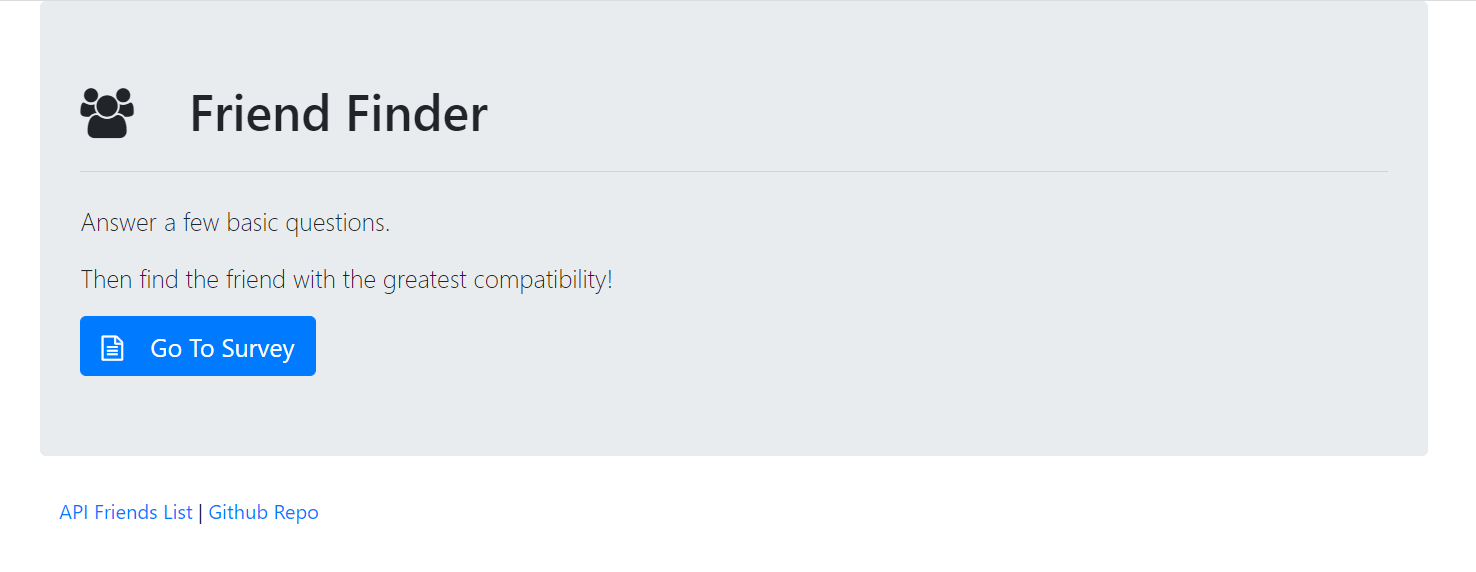 Friend Finder
Answer a few basic questions.
Then find the friend with the greatest compatibility!
Go To Survey
API Friends List | Github Repo